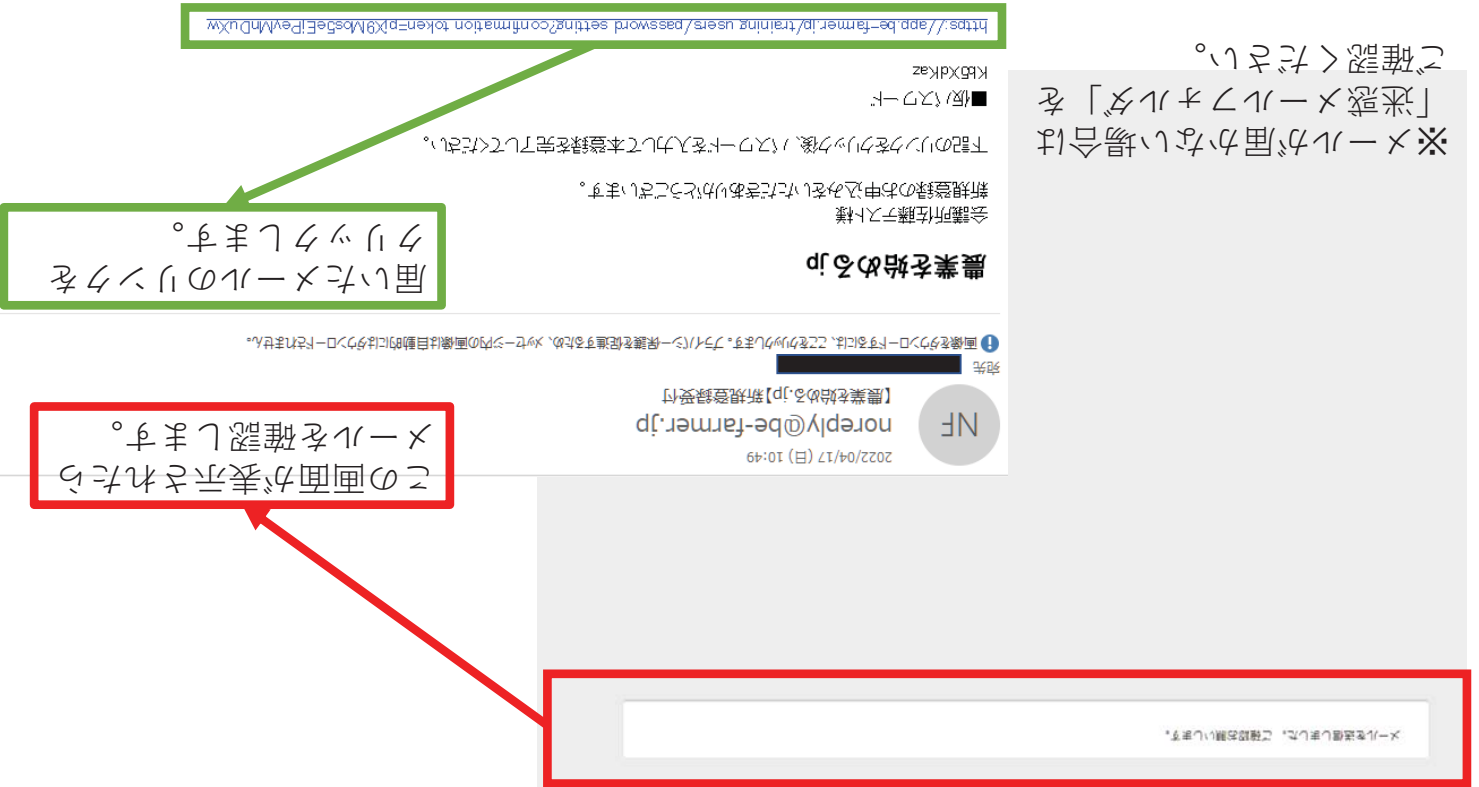 メールを送信しました。ご確認お願いします。
この画面が表示されたら
メールを確認します。
2022/04/17 (日) 10:49
NF
noreply@be-farmer.jp
【農業を始める.jp】新規登録受付
宛先
画像をダウンロードするには、ここをクリックします。プライバシー保護を促進するため、メッセージ内の画像は自動的にはダウンロードされません。
農業を始める.jp
会議所佐藤テスト様
新規登録のお申込みをいただきありがとうございます。
下記のリンクをクリック後、パスワードを入力して本登録を完了してください。
■仮パスワード
Kb5XdKaz
https://app.be-farmer.jp/training_users/password_setting?confirmation_token=pjX9Mbs5eEjPeyMnDuXw
届いたメールのリンクを
クリックします。
※メールが届かない場合は
「迷惑メールフォルダ」を
ご確認ください。